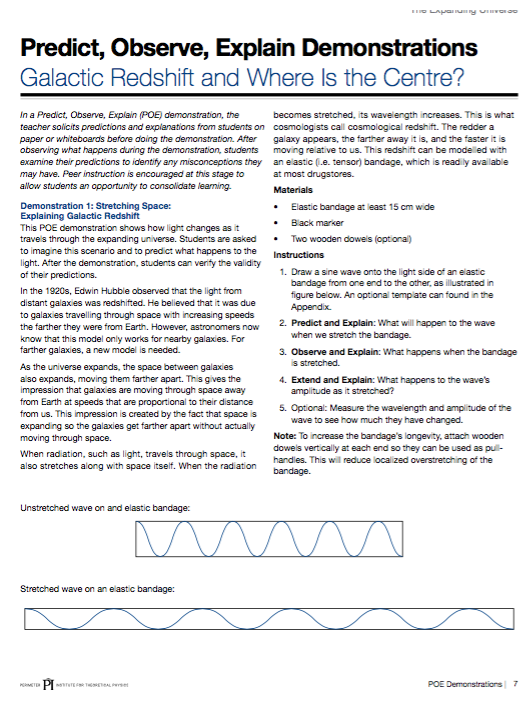 The Expanding Universe
Predict, Observe, Explain Demonstrations
Galactic Redshift and Where Is the Centre?
In a Predict, Observe, Explain (POE) demonstration, the
teacher solicits predictions and explanations from students on
paper or whiteboards before doing the demonstration. After
observing what happens during the demonstration, students
examine their predictions to identify any misconceptions they
may have. Peer instruction is encouraged at this stage to
allow students an opportunity to consolidate learning.
Demonstration 1: Stretching Space:
Explaining Galactic Redshift
This POE demonstration shows how light changes as it
travels through the expanding universe. Students are asked
to imagine this scenario and to predict what happens to the
light. After the demonstration, students can verify the validity
of their predictions.
In the 1920s, Edwin Hubble observed that the light from
distant galaxies was redshifted. He believed that it was due
to galaxies travelling through space with increasing speeds
the farther they were from Earth. However, astronomers now
know that this model only works for nearby galaxies. For
farther galaxies, a new model is needed.
As the universe expands, the space between galaxies
also expands, moving them farther apart. This gives the
impression that galaxies are moving through space away
from Earth at speeds that are proportional to their distance
from us. This impression is created by the fact that space is
expanding so the galaxies get farther apart without actually
moving through space.
When radiation, such as light, travels through space, it
also stretches along with space itself. When the radiation
becomes stretched, its wavelength increases. This is what
cosmologists call cosmological redshift. The redder a
galaxy appears, the farther away it is, and the faster it is
moving relative to us. This redshift can be modelled with
an elastic (i.e. tensor) bandage, which is readily available
at most drugstores.
Materials
• Elastic bandage at least 15 cm wide
• Black marker
• Two wooden dowels (optional)
Instructions
1. Draw a sine wave onto the light side of an elastic
bandage from one end to the other, as illustrated in
figure below. An optional template can found in the
Appendix.
2. Predict and Explain: What will happen to the wave
when we stretch the bandage.
3. Observe and Explain: What happens when the bandage
is stretched.
4. Extend and Explain: What happens to the wave's
amplitude as it stretched?
5. Optional: Measure the wavelength and amplitude of the
wave to see how much they have changed.
Note: To increase the bandage's longevity, attach wooden
dowels vertically at each end so they can be used as pull-
handles. This will reduce localized overstretching of the
bandage.
Unstretched wave on and elastic bandage:
Stretched wave on an elastic bandage:
PERIMETER PI INSTITUTE FOR THEORETICAL PHYSICS
POE Demonstrations | 7